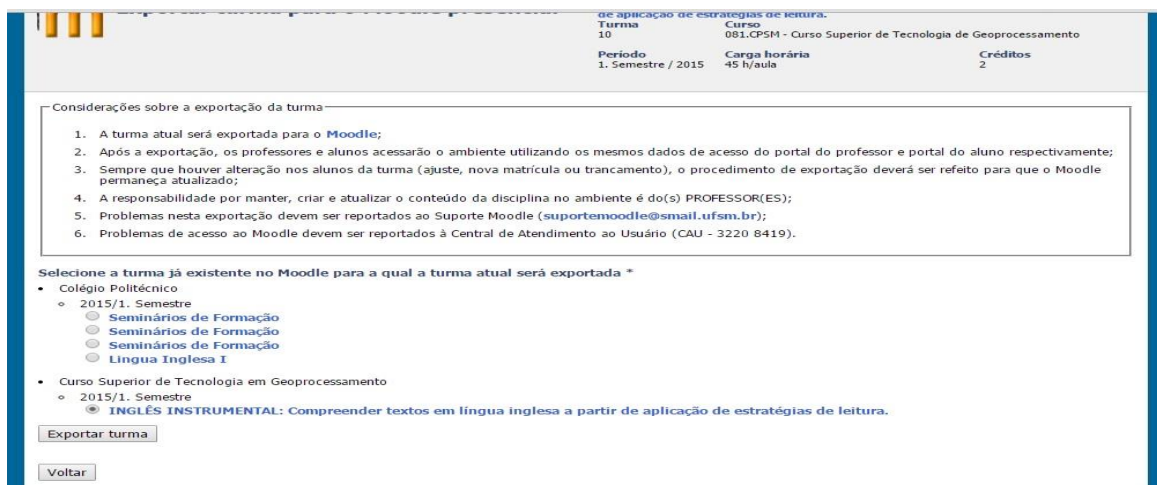 Exportar turma para o Moodle presencial
de aplicação de estratégias de leitura.
Turma Curso
10 081.CPSM - Curso Superior de Tecnologia de Geoprocessamento
Período Carga horária Créditos
1. Semestre / 2015 45 h/aula 2
Considerações sobre a exportação da turma
1. A turma atual será exportada para o Moodle;
2. Após a exportação, os professores e alunos acessarão o ambiente utilizando os mesmos dados de acesso do portal do professor e portal do aluno respectivamente;
3. Sempre que houver alteração nos alunos da turma (ajuste, nova matrícula ou trancamento), o procedimento de exportação deverá ser refeito para que o Moodle
permaneça atualizado;
4. A responsabilidade por manter, criar e atualizar o conteúdo da disciplina no ambiente é do(s) PROFESSOR(ES);
5. Problemas nesta exportação devem ser reportados ao Suporte Moodle (suportemoodle@smail.ufsm.br);
6. Problemas de acesso ao Moodle devem ser reportados à Central de Atendimento ao Usuário (CAU - 3220 8419).
Selecione a turma já existente no Moodle para a qual a turma atual será exportada *
Colégio Politécnico
2015/1. Semestre
Seminários de Formação
Seminários de Formação
Seminários de Formação
Lingua Inglesa I
Curso Superior de Tecnologia em Geoprocessamento
2015/1. Semestre
INGLÊS INSTRUMENTAL: Compreender textos em língua inglesa a partir de aplicação de estratégias de leitura.
Exportar turma
Voltar